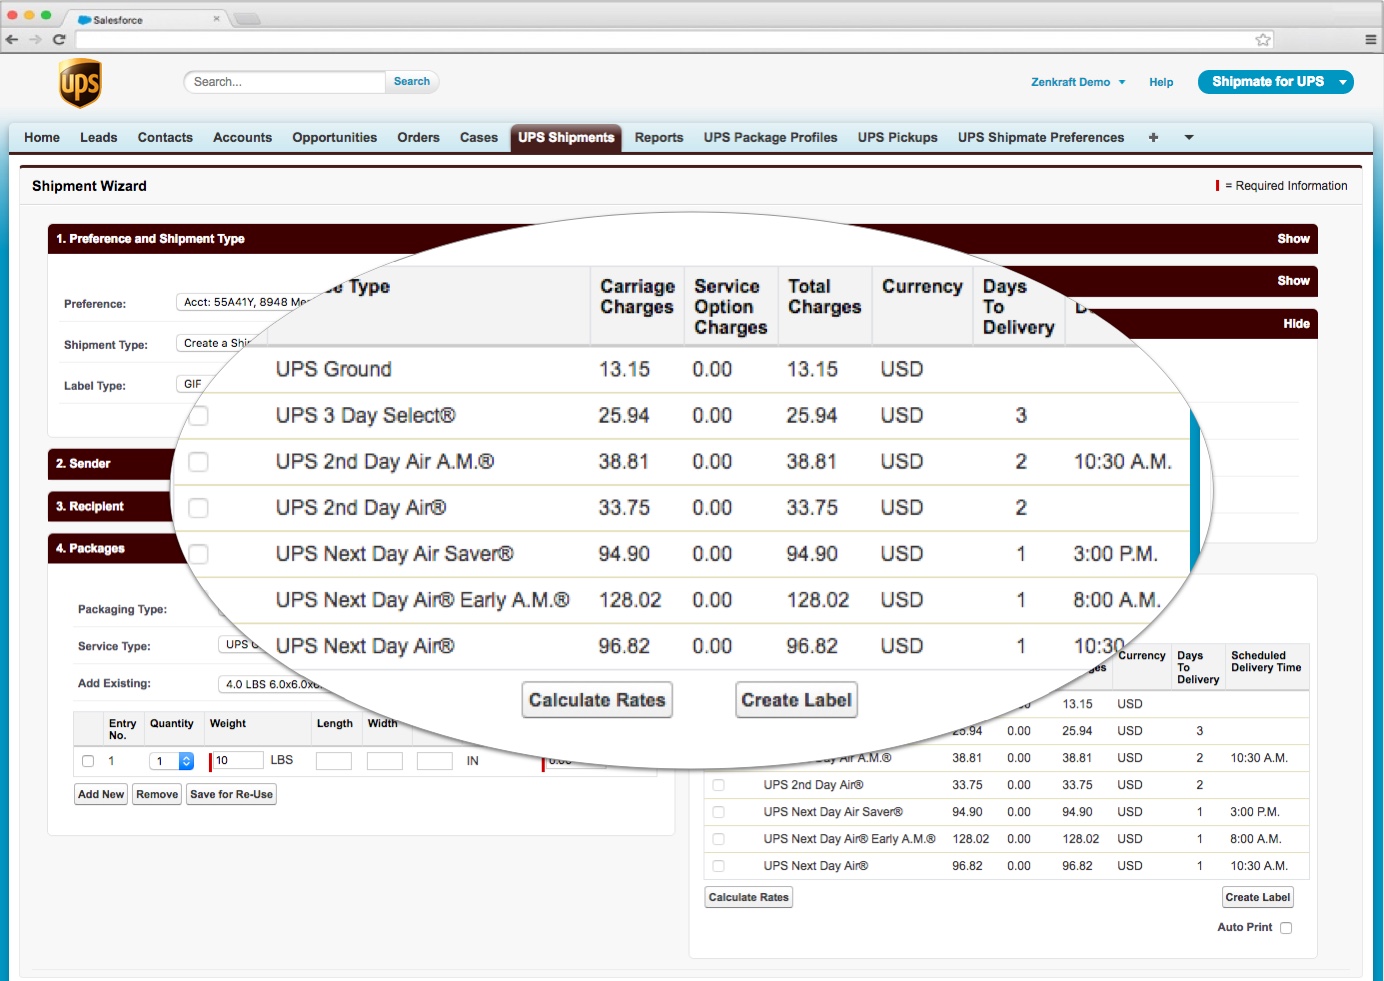 Salesforce
ups
Search...
Search
Zenkraft Demo
Help
Shipmate for UPS
Home Leads Contacts Accounts Opportunities Orders Cases UPS Shipments Reports UPS Package Profiles UPS Pickups UPS Shipmate Preferences +
Shipment Wizard
= Required Information
1. Preference and Shipment Type
Show
Show
Hide
Preference:
Acct: 55A41Y, 8948
Shipment Type:
Create a
Label Type:
GIF
2. Sender
3. Recipient
4. Packages
Type
Carriage Charges
Service Option Charges
Total Charges
Currency
Days To Delivery
UPS Ground 13.15 0.00 13.15 USD
UPS 3 Day Select® 25.94 0.00 25.94 USD 3
UPS 2nd Day Air A.M.® 38.81 0.00 38.81 USD 2 10:30 A.M.
UPS 2nd Day Air® 33.75 0.00 33.75 USD 2
UPS Next Day Air Saver® 94.90 0.00 94.90 USD 1 3:00 P.M.
UPS Next Day Air® Early A.M.® 128.02 0.00 128.02 USD 1 8:00 A.M.
UPS Next Day Air® 96.82 0.00 96.82 USD 1 10:30
Calculate Rates
Create Label
Packaging Type:
Service Type:
UPS
Add Existing:
4.0 LBS
Entry No. Quantity Weight Length Width
1 1 10 LBS IN
Add New Remove Save for Re-Use
Currency
Days To Delivery
Scheduled Delivery Time
13.15 USD
25.94 0.00 25.94 USD 3
Air A.M.® 38.81 0.00 38.81 USD 2 10:30 A.M.
UPS 2nd Day Air® 33.75 0.00 33.75 USD 2
UPS Next Day Air Saver® 94.90 0.00 94.90 USD 1 3:00 P.M.
UPS Next Day Air® Early A.M.® 128.02 0.00 128.02 USD 1 8:00 A.M.
UPS Next Day Air® 96.82 0.00 96.82 USD 1 10:30 A.M.
Calculate Rates
Create Label
Auto Print